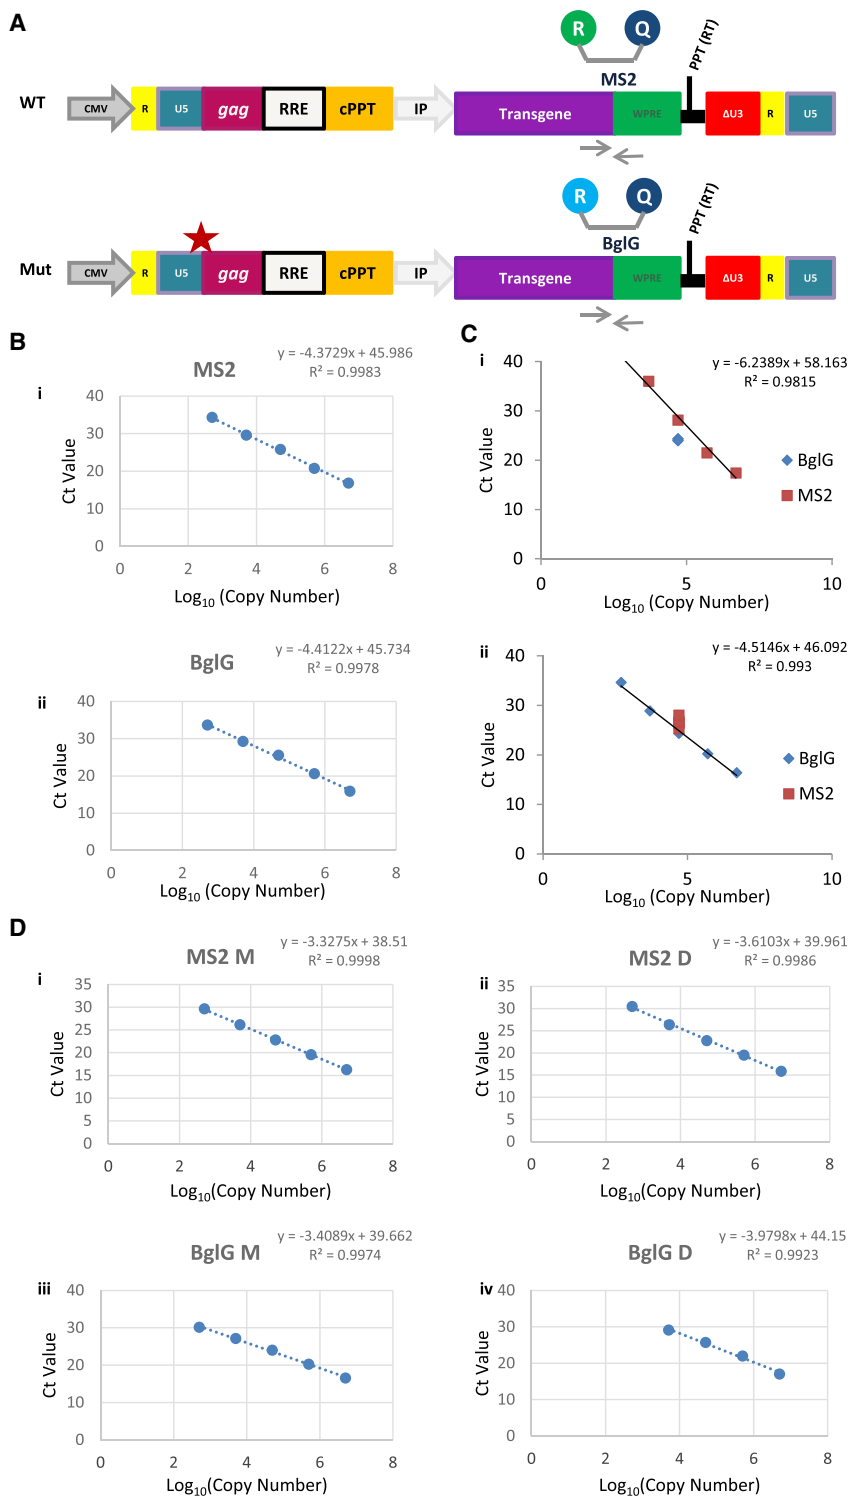 A
R Q
MS2
PPT (RT)
WT CMV R U5 gag RRE cPPT IP Transgene WPRE ΔU3 R U5
R Q
BglG
PPT (RT)
Mut CMV R U5 gag RRE cPPT IP Transgene WPRE ΔU3 R U5
B
i
MS2
y = -4.3729x + 45.986
R² = 0.9983
Ct Value
40
30
20
10
0
0 2 4 6 8
Log10 (Copy Number)
ii
BglG
y = -4.4122x + 45.734
R² = 0.9978
Ct Value
40
30
20
10
0
0 2 4 6 8
Log10 (Copy Number)
C
i
y = -6.2389x + 58.163
R² = 0.9815
Ct Value
40
30
20
10
0
0 5 10
Log10 (Copy Number)
BglG
MS2
ii
y = -4.5146x + 46.092
R² = 0.993
Ct Value
40
30
20
10
0
0 5 10
Log10 (Copy Number)
BglG
MS2
D
i
MS2 M
y = -3.3275x + 38.51
R² = 0.9998
Ct Value
35
30
25
20
15
10
5
0
0 2 4 6 8
Log10(Copy Number)
ii
MS2 D
y = -3.6103x + 39.961
R² = 0.9986
Ct Value
35
30
25
20
15
10
5
0
0 2 4 6 8
Log10(Copy Number)
iii
BglG M
y = -3.4089x + 39.662
R² = 0.9974
Ct Value
40
30
20
10
0
0 2 4 6 8
Log10(Copy Number)
iv
BglG D
y = -3.9798x + 44.15
R² = 0.9923
Ct Value
40
30
20
10
0
0 2 4 6 8
Log10(Copy Number)